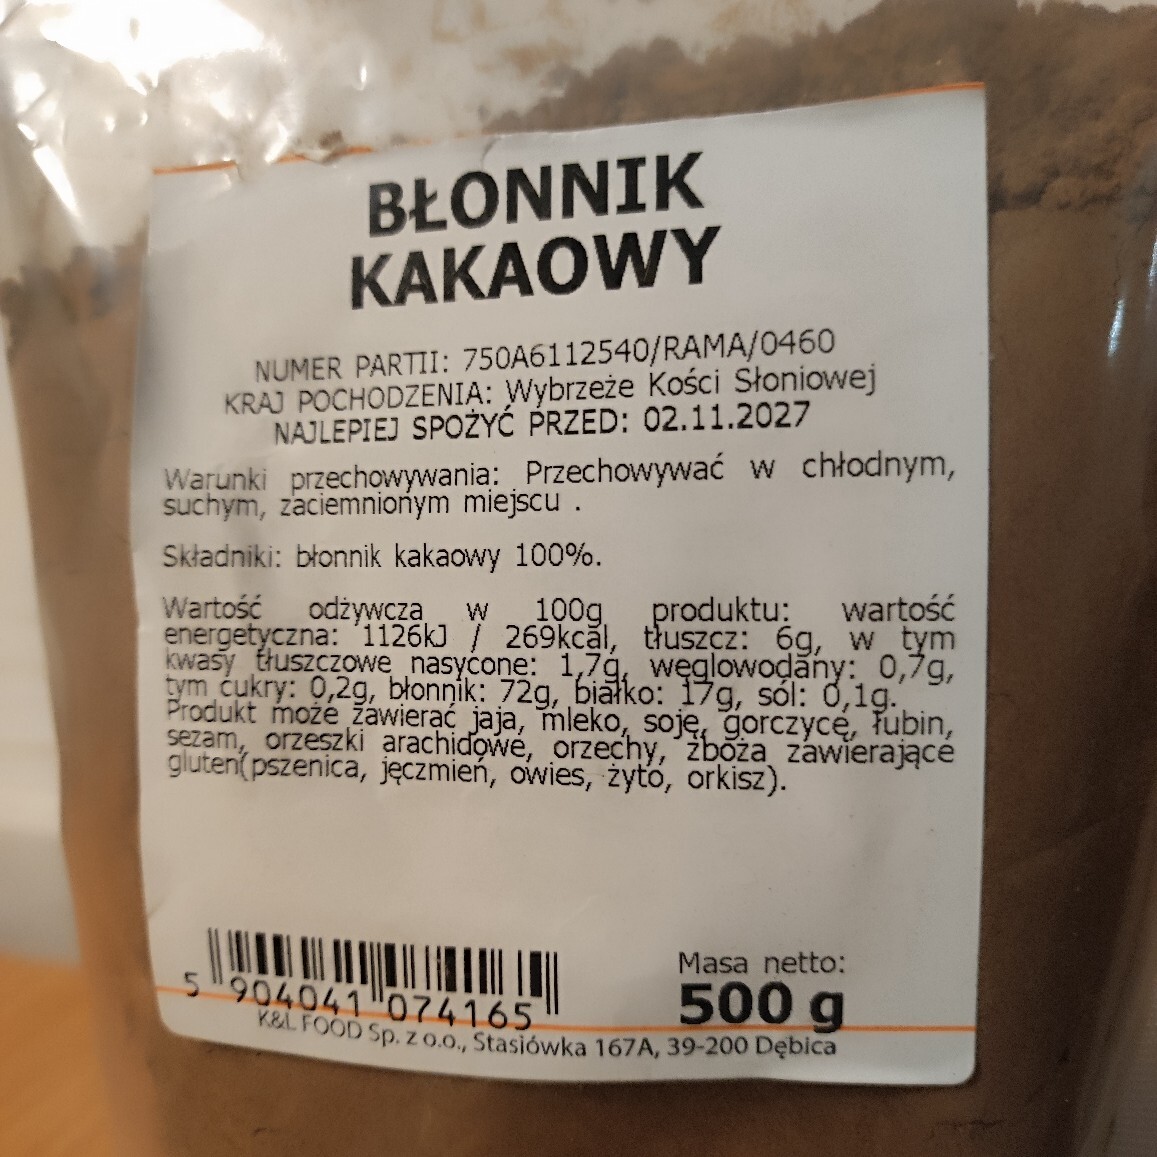 BŁONNIK
KAKAOWY
NUMER PARTII: 750A6112540/RAMA/0460
KRAJ POCHODZENIA: Wybrzeże Kości Słoniowej
NAJLEPIEJ SPOŻYĆ PRZED: 02.11.2027
Warunki przechowywania: Przechowywać w chłodnym,
suchym, zaciemnionym miejscu .
Składniki: błonnik kakaowy 100%.
Wartość odżywcza w 100g produktu: wartość
energetyczna: 1126kJ / 269kcal, tłuszcz: 6g, w tym
kwasy tłuszczowe nasycone: 1,7g, węglowodany: 0,7g,
tym cukry: 0,2g, błonnik: 72g, białko: 17g, sól: 0,1g.
Produkt może zawierać jaja, mleko, soję, gorczycę, łubin,
sezam, orzeszki arachidowe, orzechy, zboża zawierające
gluten(pszenica, jęczmień, owies, żyto, orkisz).
Masa netto:
500 g
5 904041 074165
K&L FOOD Sp. z o.o., Stasiówka 167A, 39-200 Dębica